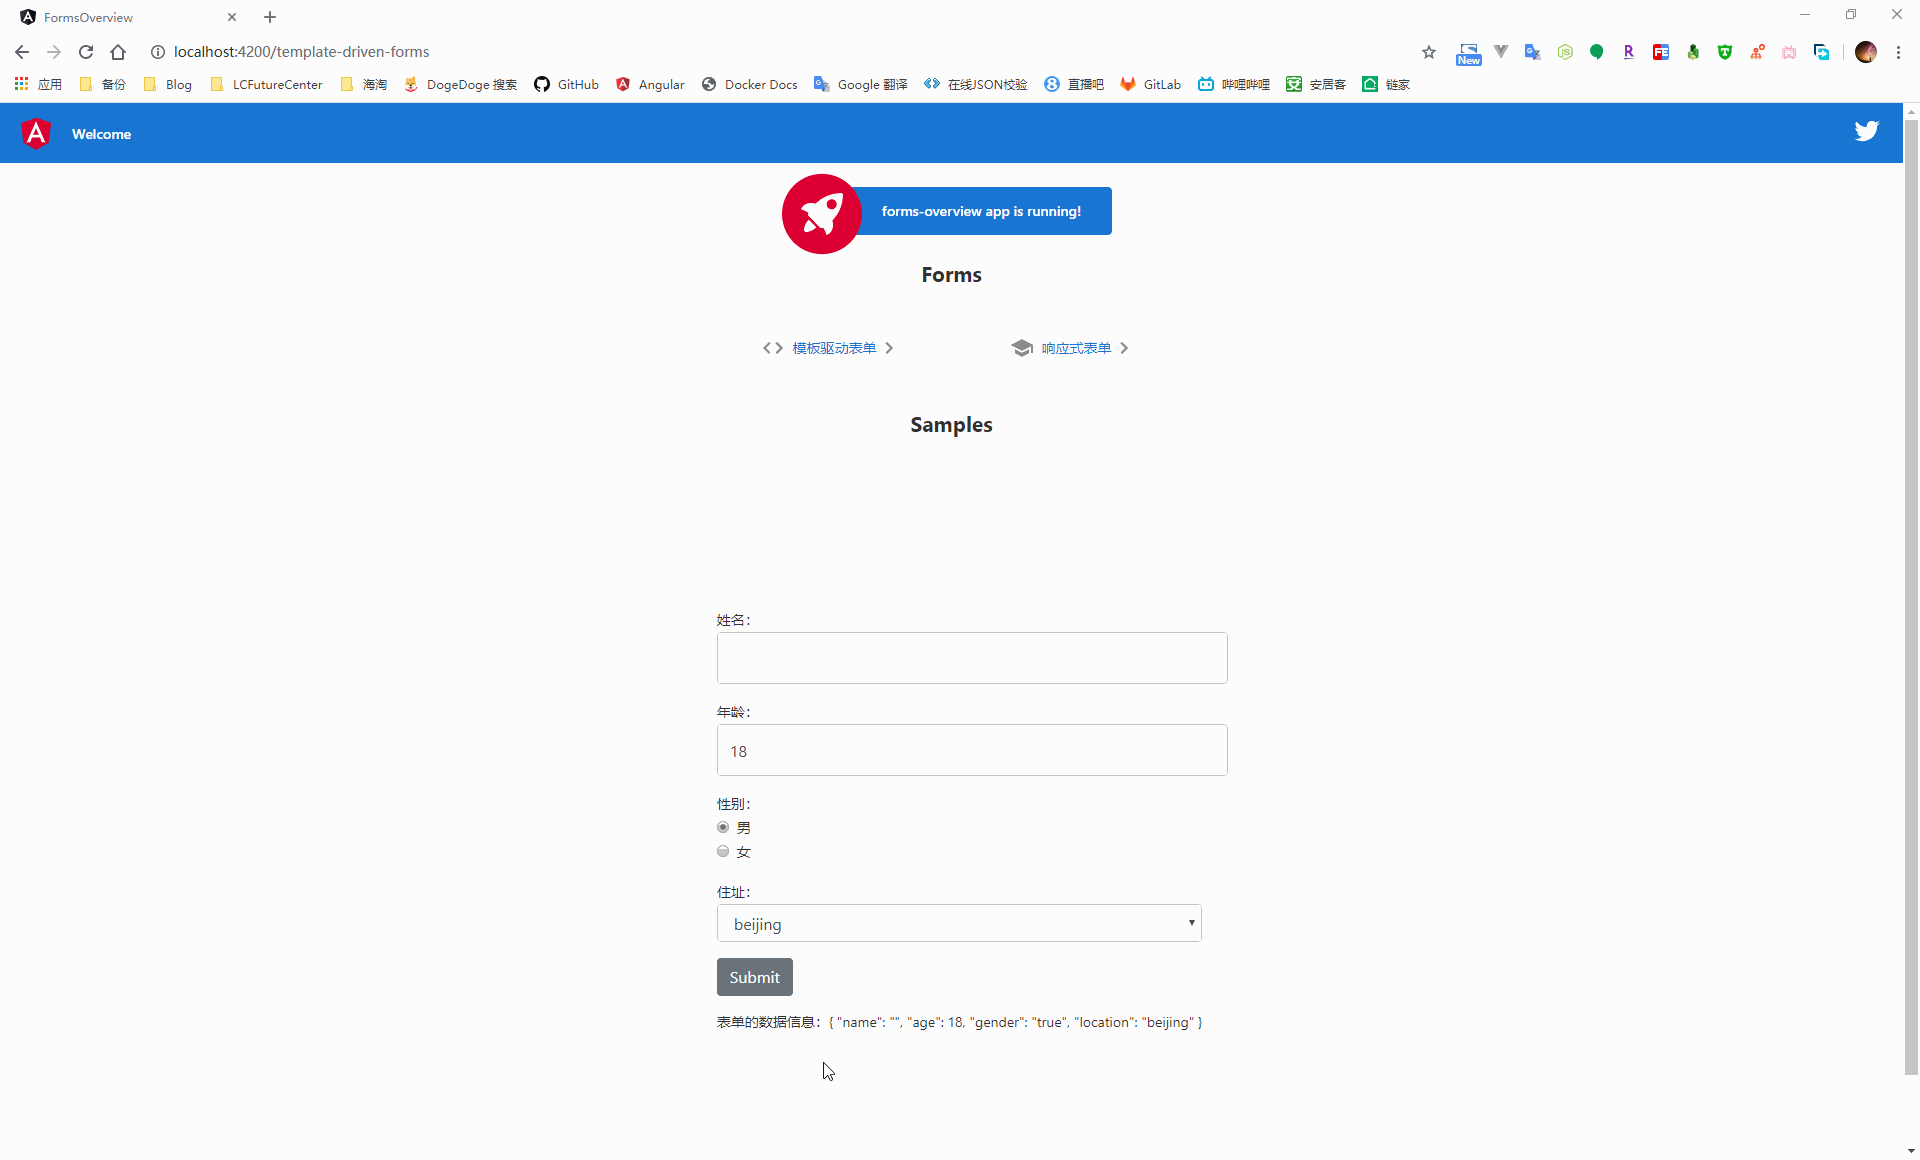 FormsOverview
localhost:4200/template-driven-forms
New
应用 备份 Blog LCFutureCenter 海淘 DogeDoge 搜索 GitHub Angular Docker Docs Google 翻译 在线JSON校验 直播吧 GitLab 哔哩哔哩 安居客 链家
Welcome
forms-overview app is running!
Forms
模板驱动表单 响应式表单
Samples
姓名：
年龄：
18
性别：
男
女
住址：
beijing
Submit
表单的数据信息：{ "name": "", "age": 18, "gender": "true", "location": "beijing" }